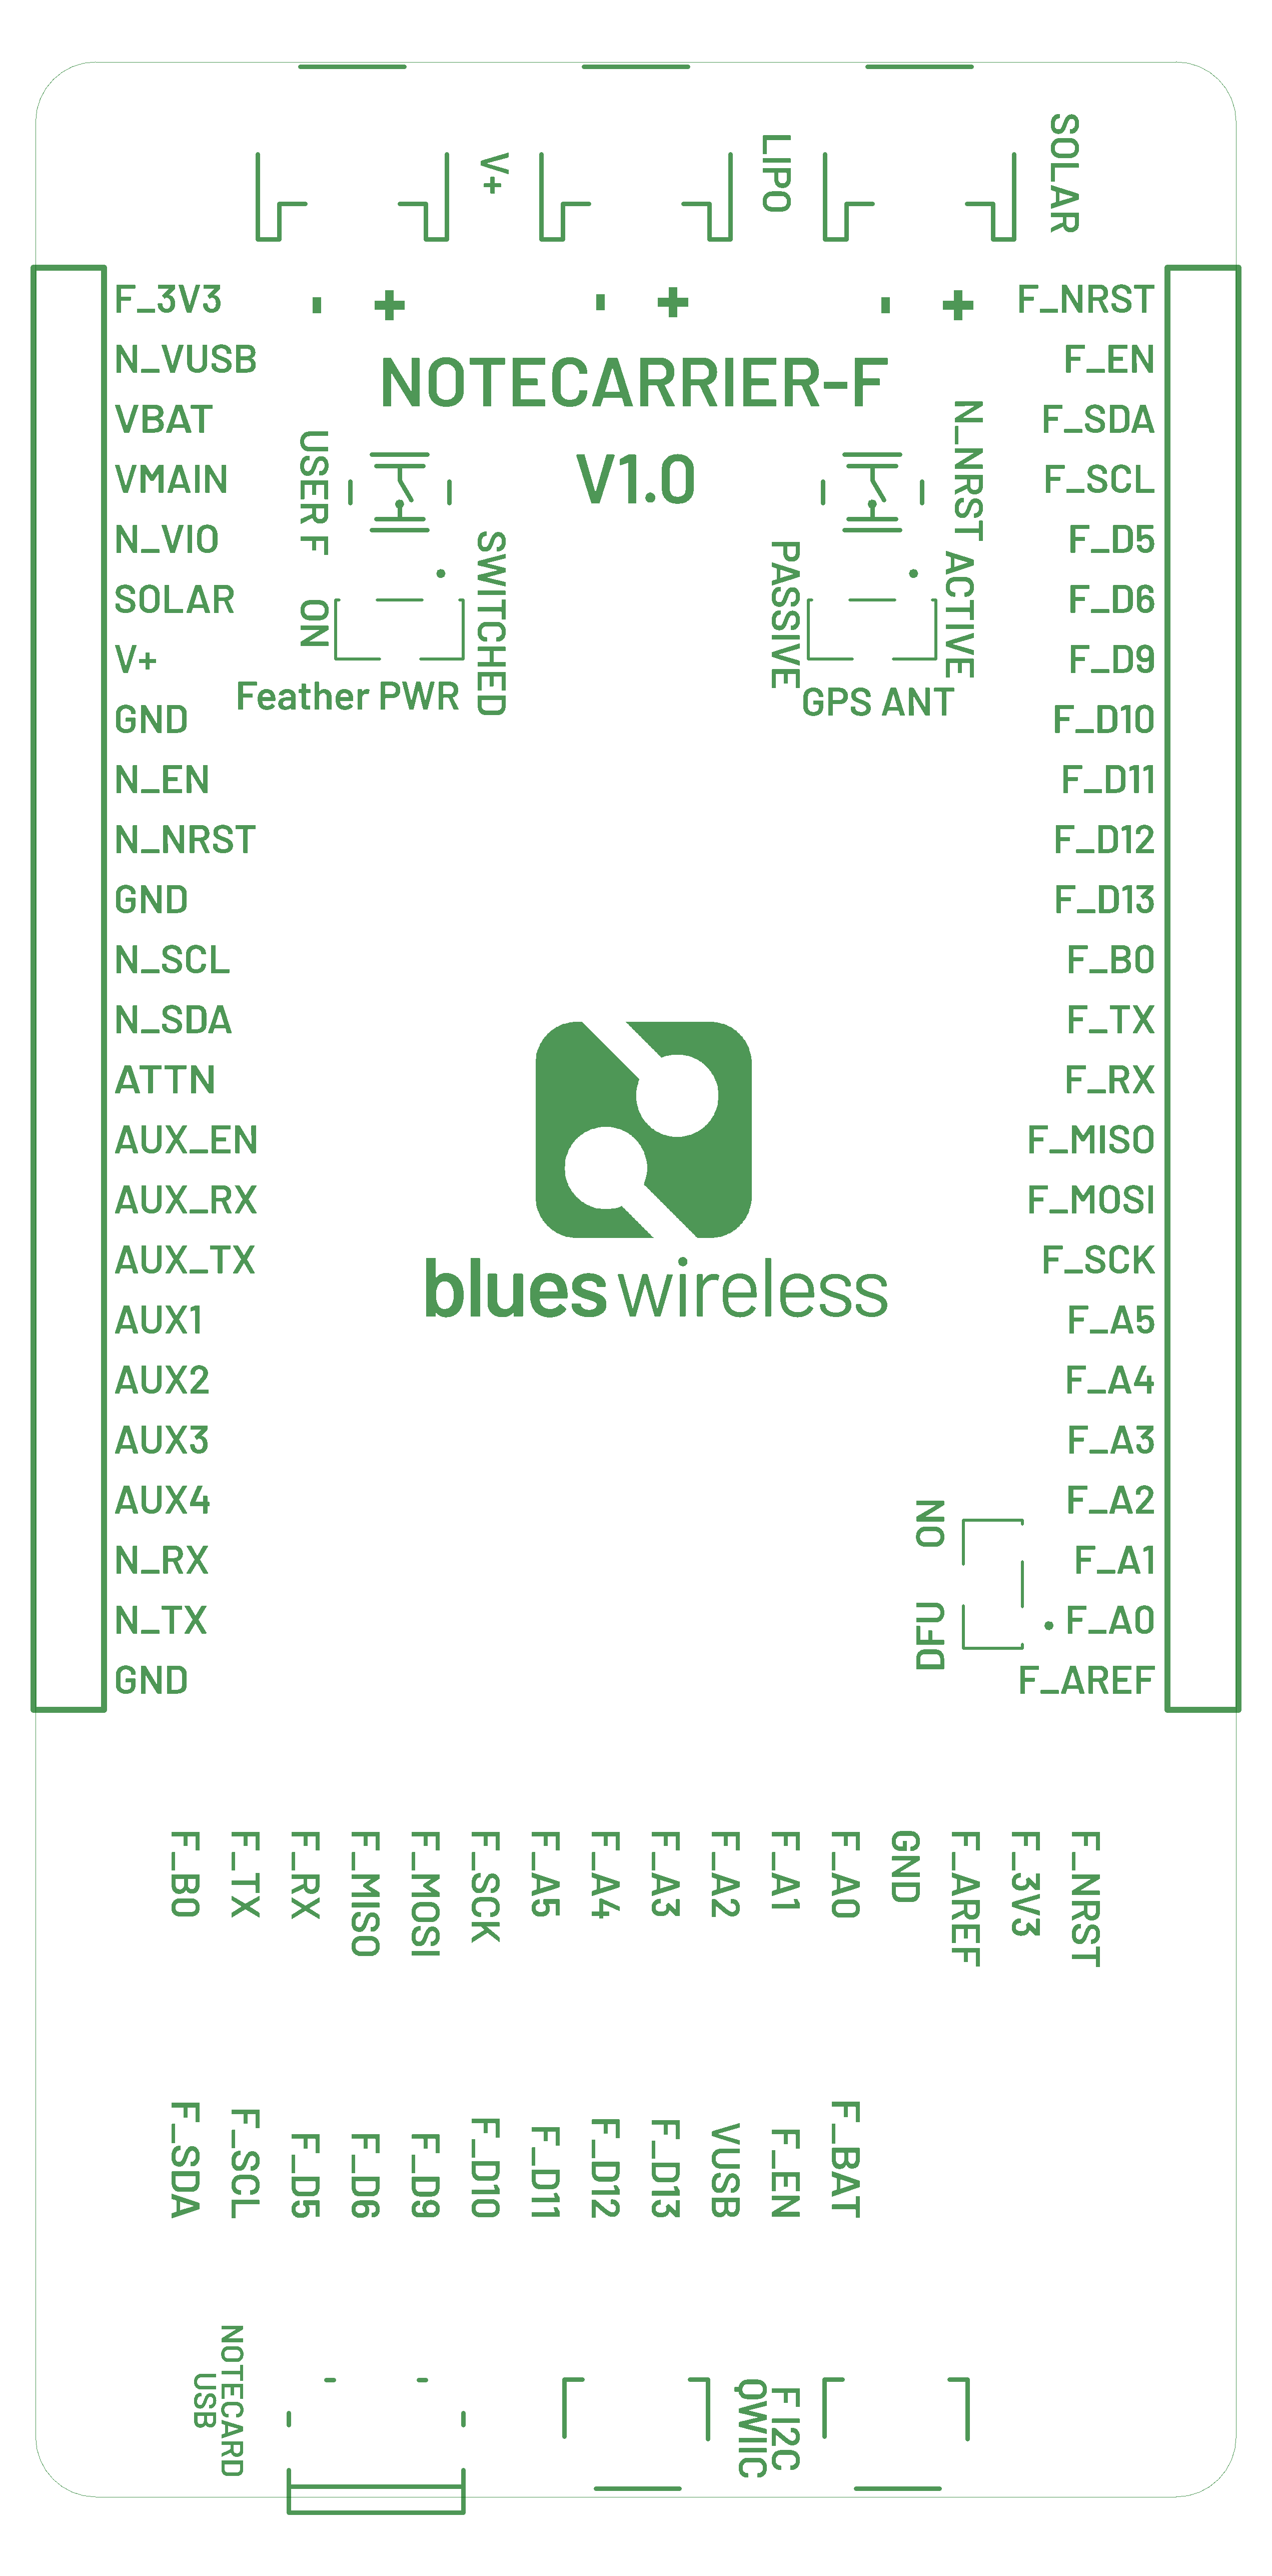 V+
LIPO
SOLAR
- +
- +
- +
NOTECARRIER-F
V1.0
USER F
N_NRST
ON
SWITCHED
Feather PWR
PASSIVE
ACTIVE
GPS ANT
F_3V3
N_VUSB
VBAT
VMAIN
N_VIO
SOLAR
V+
GND
N_EN
N_NRST
GND
N_SCL
N_SDA
ATTN
AUX_EN
AUX_RX
AUX_TX
AUX1
AUX2
AUX3
AUX4
N_RX
N_TX
GND
F_NRST
F_EN
F_SDA
F_SCL
F_D5
F_D6
F_D9
F_D10
F_D11
F_D12
F_D13
F_B0
F_TX
F_RX
F_MISO
F_MOSI
F_SCK
F_A5
F_A4
F_A3
F_A2
F_A1
F_A0
F_AREF
blues wireless
ON
DFU
F_B0
F_TX
F_RX
F_MISO
F_MOSI
F_SCK
F_A5
F_A4
F_A3
F_A2
F_A1
F_A0
GND
F_AREF
F_3V3
F_NRST
F_SDA
F_SCL
F_D5
F_D6
F_D9
F_D10
F_D11
F_D12
F_D13
VUSB
F_EN
F_BAT
NOTECARD
USB
F I2C
QWIIC